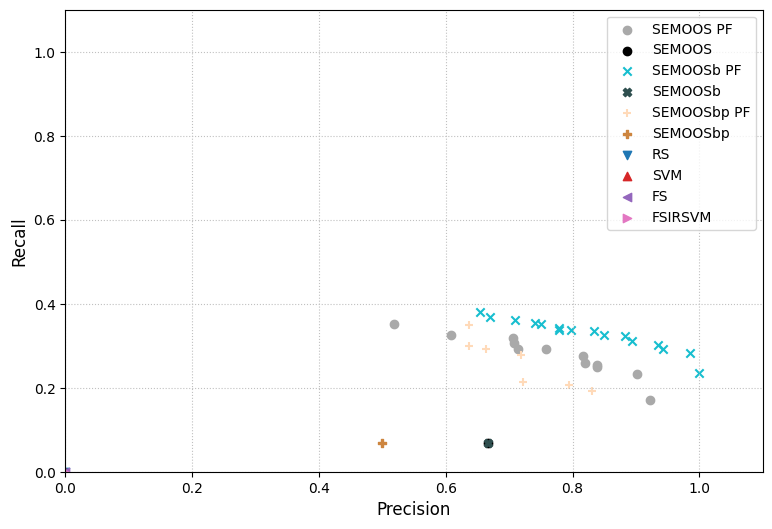 SEMOOS PF
SEMOOS
SEMOOSb PF
SEMOOSb
SEMOOSbp PF
SEMOOSbp
RS
SVM
FS
FSIRSVM
1.0
0.8
0.6
0.4
0.2
0.0
Recall
0.0 0.2 0.4 0.6 0.8 1.0
Precision